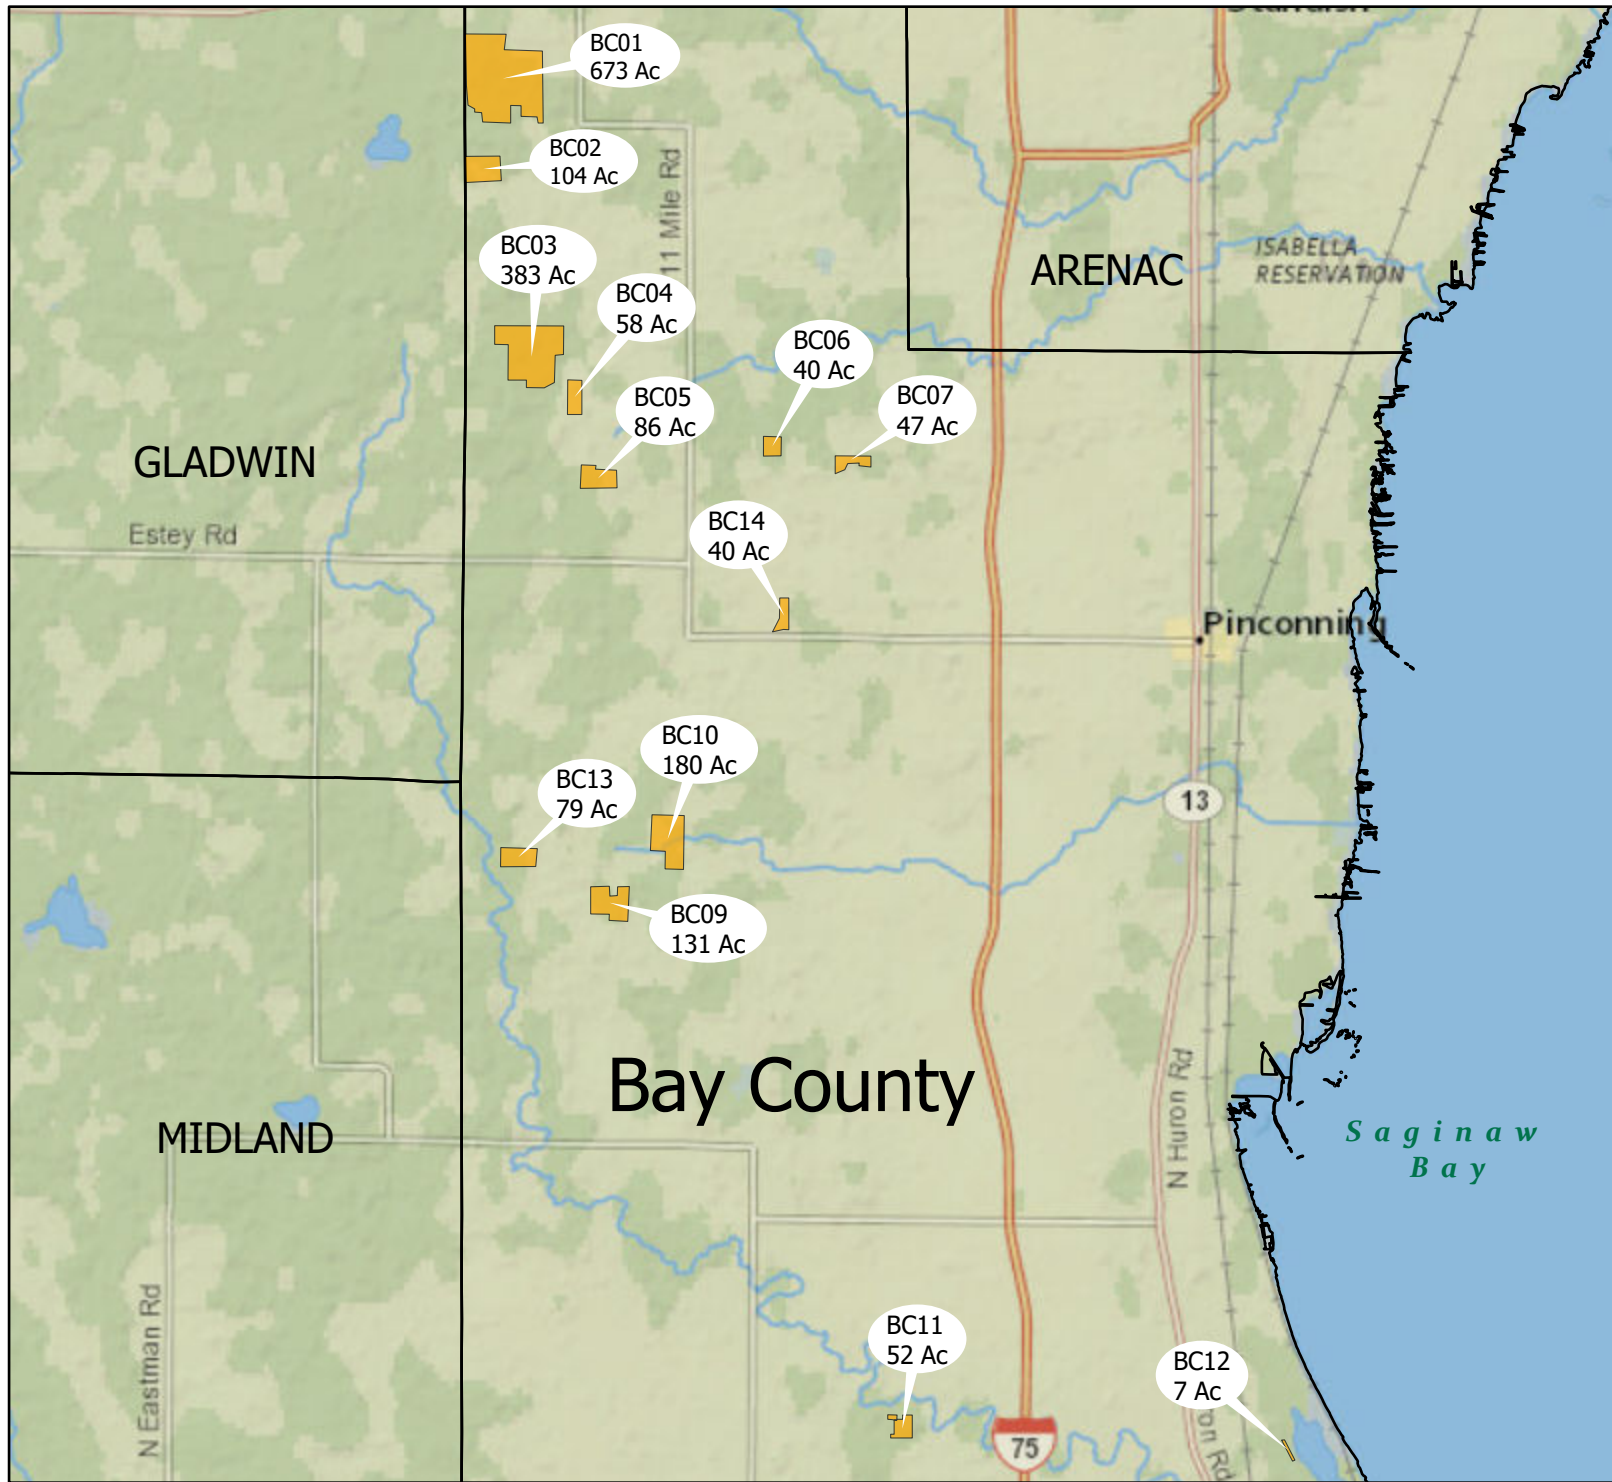 BC01
673 Ac
BC02
104 Ac
11 Mile Rd
BC03
383 Ac
BC04
58 Ac
ARENAC
ISABELLA
RESERVATION
BC06
40 Ac
BC05
86 Ac
BC07
47 Ac
GLADWIN
Estey Rd
BC14
40 Ac
Pinconning
BC10
180 Ac
BC13
79 Ac
13
BC09
131 Ac
Bay County
N Huron Rd
MIDLAND
Saginaw
Bay
N Eastman Rd
BC11
52 Ac
BC12
7 Ac
75
on Rd